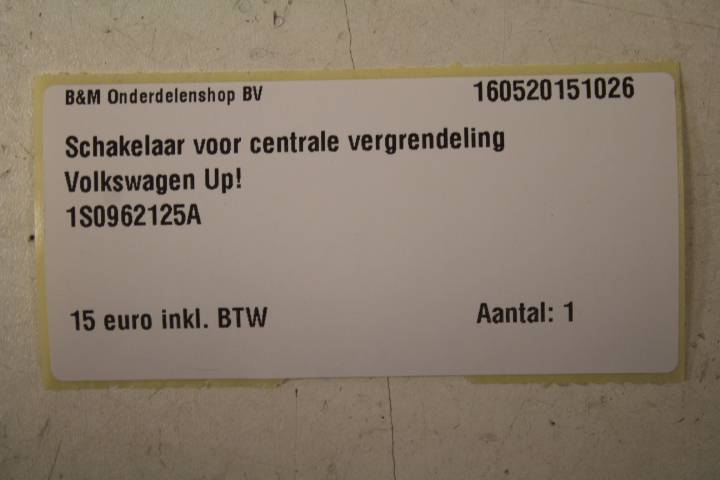 B&M Onderdelenshop BV 160520151026
Schakelaar voor centrale vergrendeling
Volkswagen Up!
1S0962125A
15 euro inkl. BTW Aantal: 1